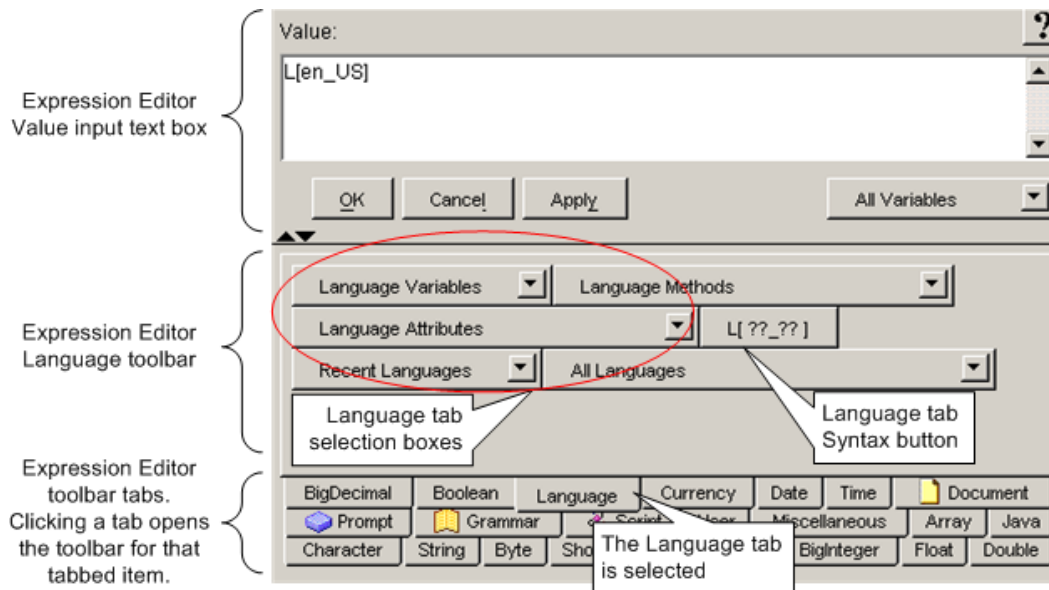 Value:
?
L[en_US]
Expression Editor
Value input text box
OK
Cancel
Apply
All Variables
Language Variables
Language Methods
Expression Editor
Language toolbar
Language Attributes
L[ ??_?? ]
Recent Languages
All Languages
Language tab
selection boxes
Language tab
Syntax button
Expression Editor
toolbar tabs.
Clicking a tab opens
the toolbar for that
tabbed item.
BigDecimal
Boolean
Language
Currency
Date
Time
Document
Prompt
Grammar
Script
User
Miscellaneous
Array
Java
Character
String
Byte
BigInteger
Float
Double
The Language tab
is selected